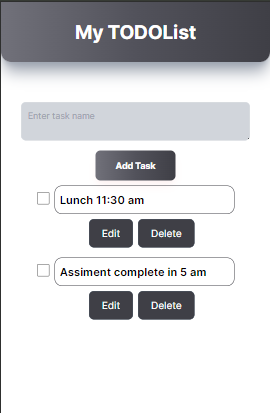 My TODOList
Enter task name
Add Task
Lunch 11:30 am
Edit Delete
Assiment complete in 5 am
Edit Delete